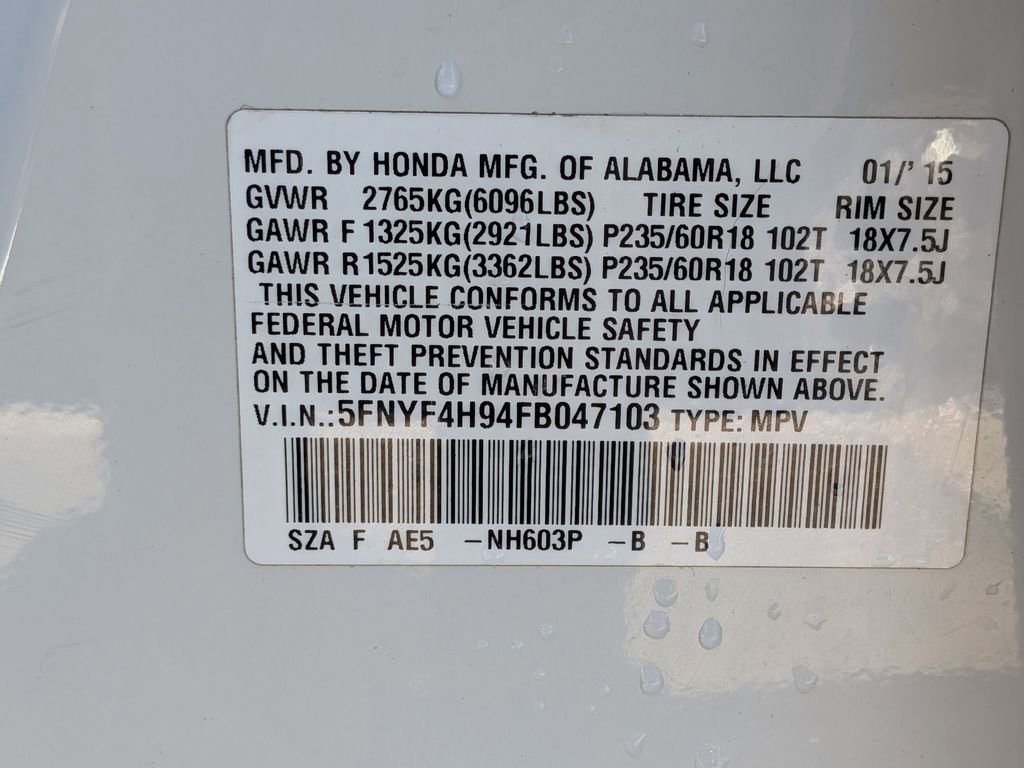 MFD. BY HONDA MFG. OF ALABAMA, LLC 01/' 15
GVWR 2765KG(6096LBS) TIRE SIZE RIM SIZE
GAWR F 1325KG(2921LBS) P235/60R18 102T 18X7.5J
GAWR R1525KG(3362LBS) P235/60R18 102T 18X7.5J
THIS VEHICLE CONFORMS TO ALL APPLICABLE
FEDERAL MOTOR VEHICLE SAFETY
AND THEFT PREVENTION STANDARDS IN EFFECT
ON THE DATE OF MANUFACTURE SHOWN ABOVE.
V.I.N.:5FNYF4H94FB047103 TYPE: MPV
SZA F AE5 -NH603P -B -B